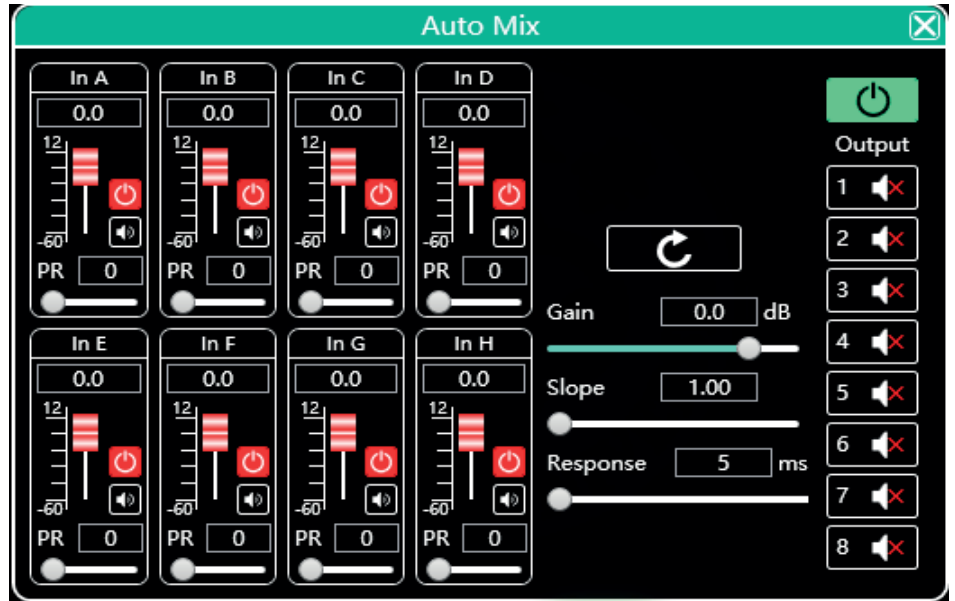 Auto Mix
In A In B In C In D
0.0 0.0 0.0 0.0
12 12 12 12
-60 -60 -60 -60
PR 0 PR 0 PR 0 PR 0
In E In F In G In H
0.0 0.0 0.0 0.0
12 12 12 12
-60 -60 -60 -60
PR 0 PR 0 PR 0 PR 0
Gain 0.0 dB
Slope 1.00
Response 5 ms
Output
1
2
3
4
5
6
7
8